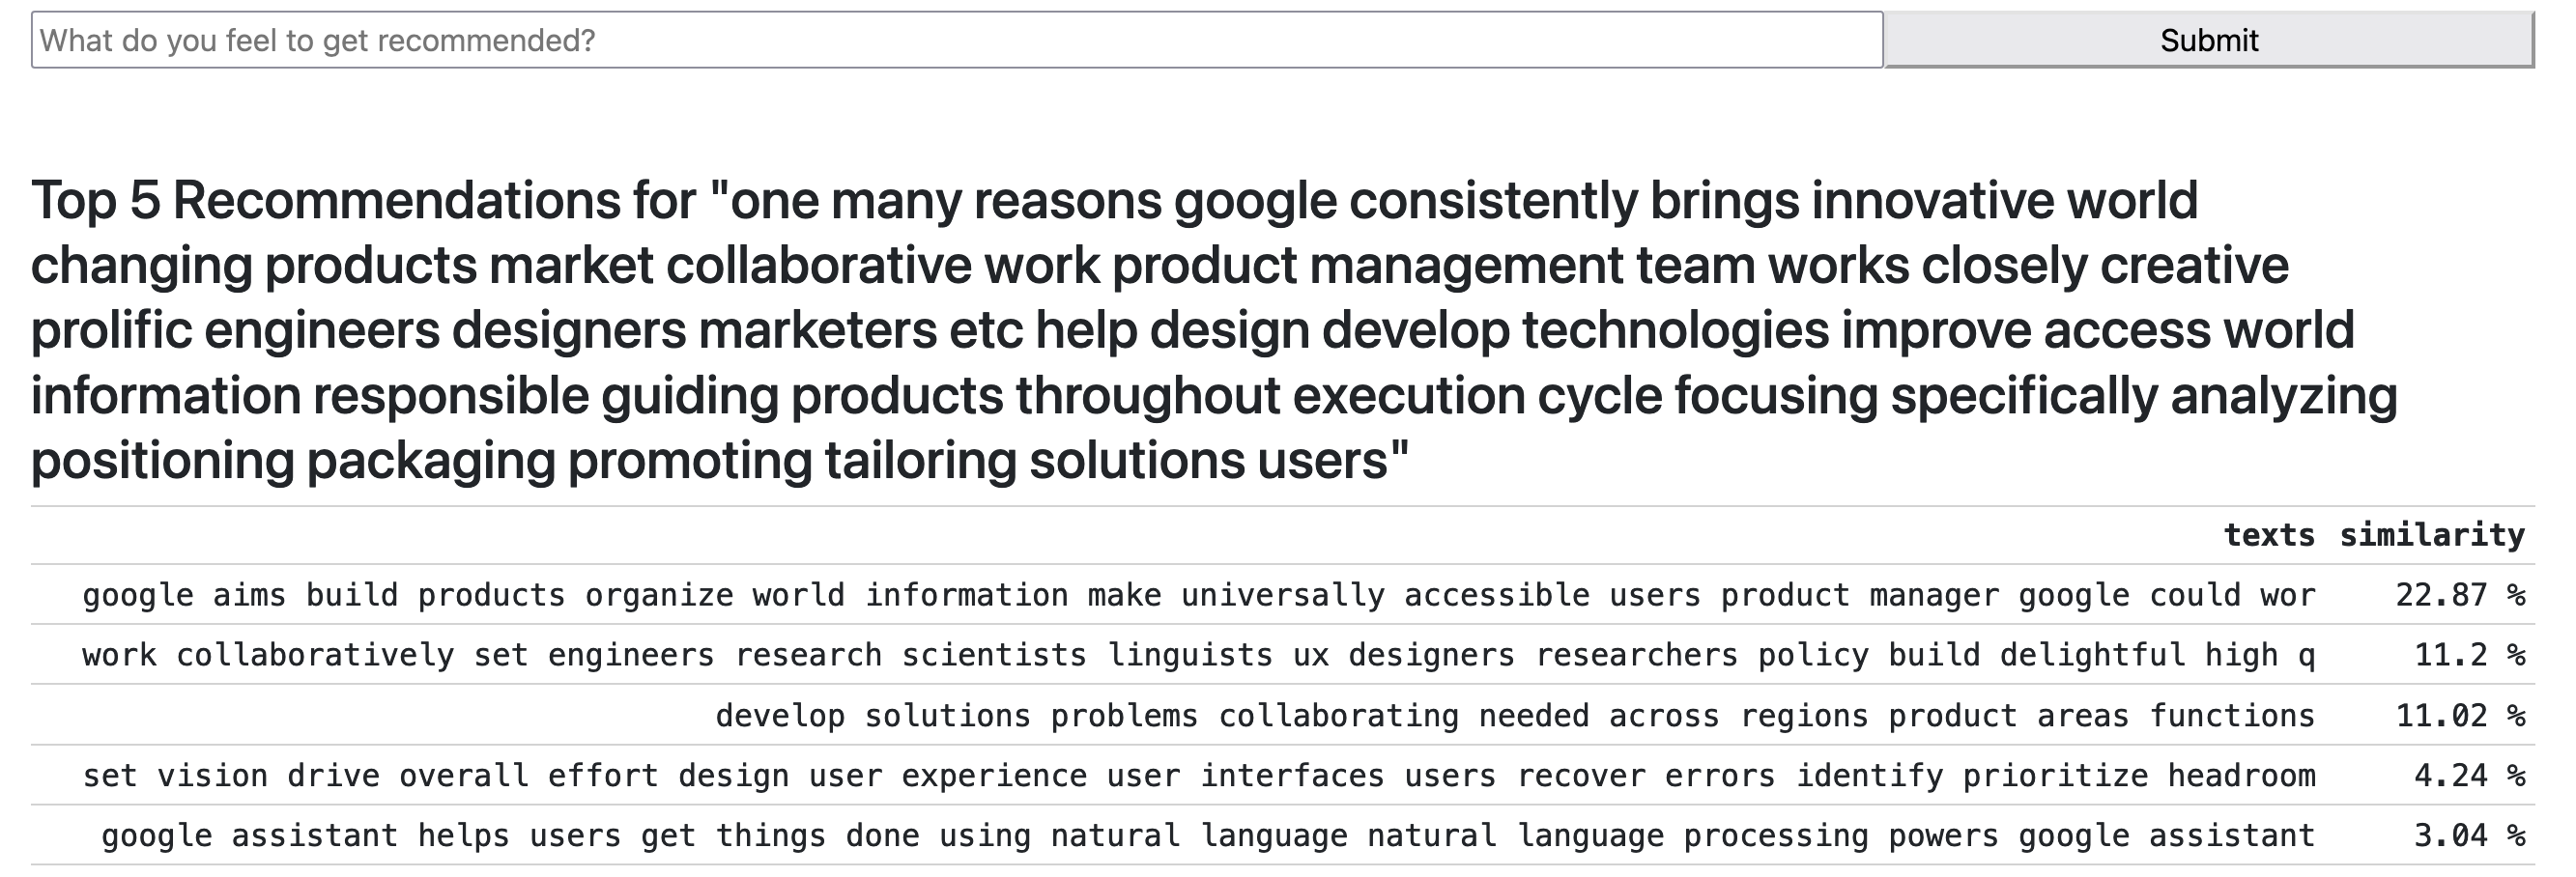 What do you feel to get recommended?
Submit
Top 5 Recommendations for "one many reasons google consistently brings innovative world
changing products market collaborative work product management team works closely creative
prolific engineers designers marketers etc help design develop technologies improve access world
information responsible guiding products throughout execution cycle focusing specifically analyzing
positioning packaging promoting tailoring solutions users"
texts similarity
google aims build products organize world information make universally accessible users product manager google could wor 22.87 %
work collaboratively set engineers research scientists linguists ux designers researchers policy build delightful high q 11.2 %
develop solutions problems collaborating needed across regions product areas functions 11.02 %
set vision drive overall effort design user experience user interfaces users recover errors identify prioritize headroom 4.24 %
google assistant helps users get things done using natural language natural language processing powers google assistant 3.04 %